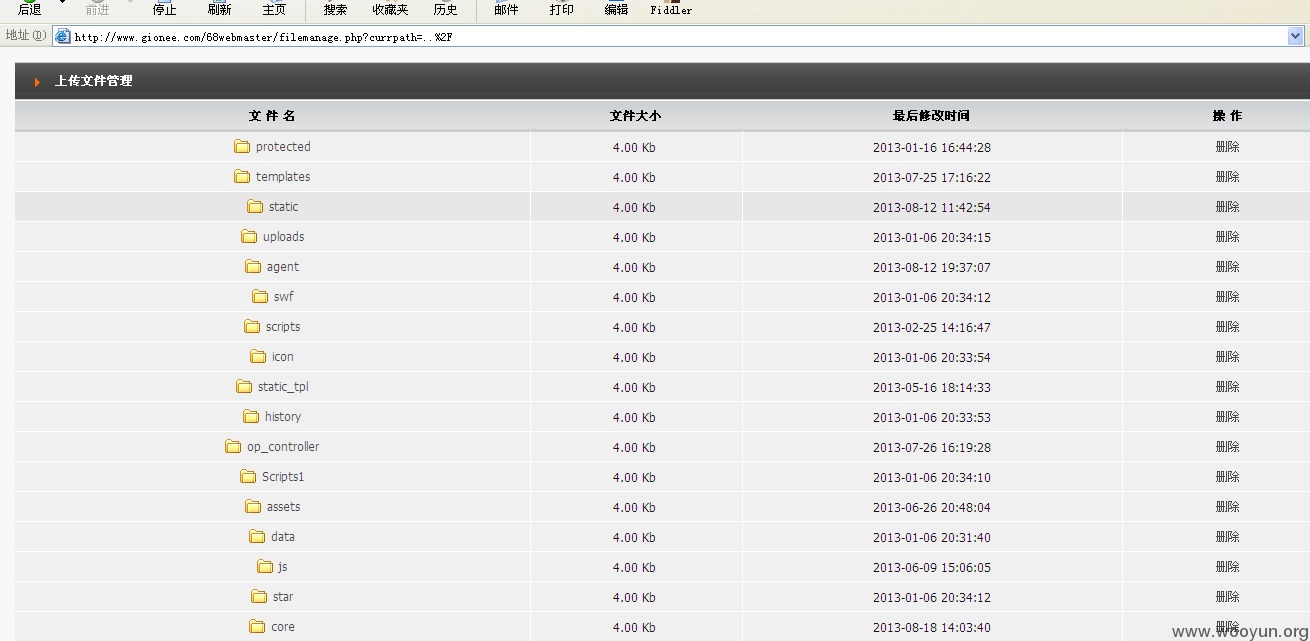 后退 前进 停止 刷新 主页 搜索 收藏夹 历史 邮件 打印 编辑 Fiddler
地址(D) http://www.gionee.com/68webmaster/filemanage.php?currpath=..%2F
上传文件管理
文 件 名 文件大小 最后修改时间 操 作
protected 4.00 Kb 2013-01-16 16:44:28 删除
templates 4.00 Kb 2013-07-25 17:16:22 删除
static 4.00 Kb 2013-08-12 11:42:54 删除
uploads 4.00 Kb 2013-01-06 20:34:15 删除
agent 4.00 Kb 2013-08-12 19:37:07 删除
swf 4.00 Kb 2013-01-06 20:34:12 删除
scripts 4.00 Kb 2013-02-25 14:16:47 删除
icon 4.00 Kb 2013-01-06 20:33:54 删除
static_tpl 4.00 Kb 2013-05-16 18:14:33 删除
history 4.00 Kb 2013-01-06 20:33:53 删除
op_controller 4.00 Kb 2013-07-26 16:19:28 删除
Scripts1 4.00 Kb 2013-01-06 20:34:10 删除
assets 4.00 Kb 2013-06-26 20:48:04 删除
data 4.00 Kb 2013-01-06 20:31:40 删除
js 4.00 Kb 2013-06-09 15:06:05 删除
star 4.00 Kb 2013-01-06 20:34:12 删除
core 4.00 Kb 2013-08-18 14:03:40 删除
www.wooyun.org